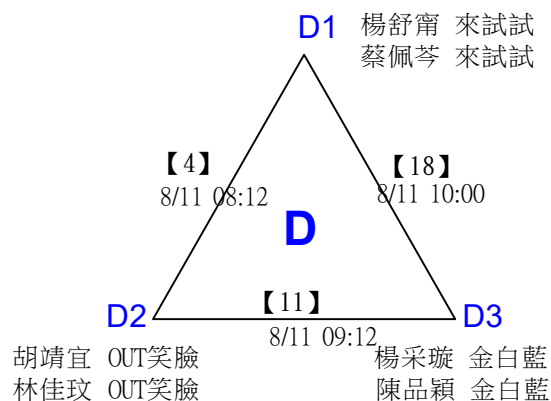 D1 楊舒甯 來試試
蔡佩芩 來試試
【4】 【18】
8/11 08:12 8/11 10:00
D
D2 【11】 D3
8/11 09:12
胡靖宜 OUT笑臉 楊采璇 金白藍
林佳玟 OUT笑臉 陳品穎 金白藍